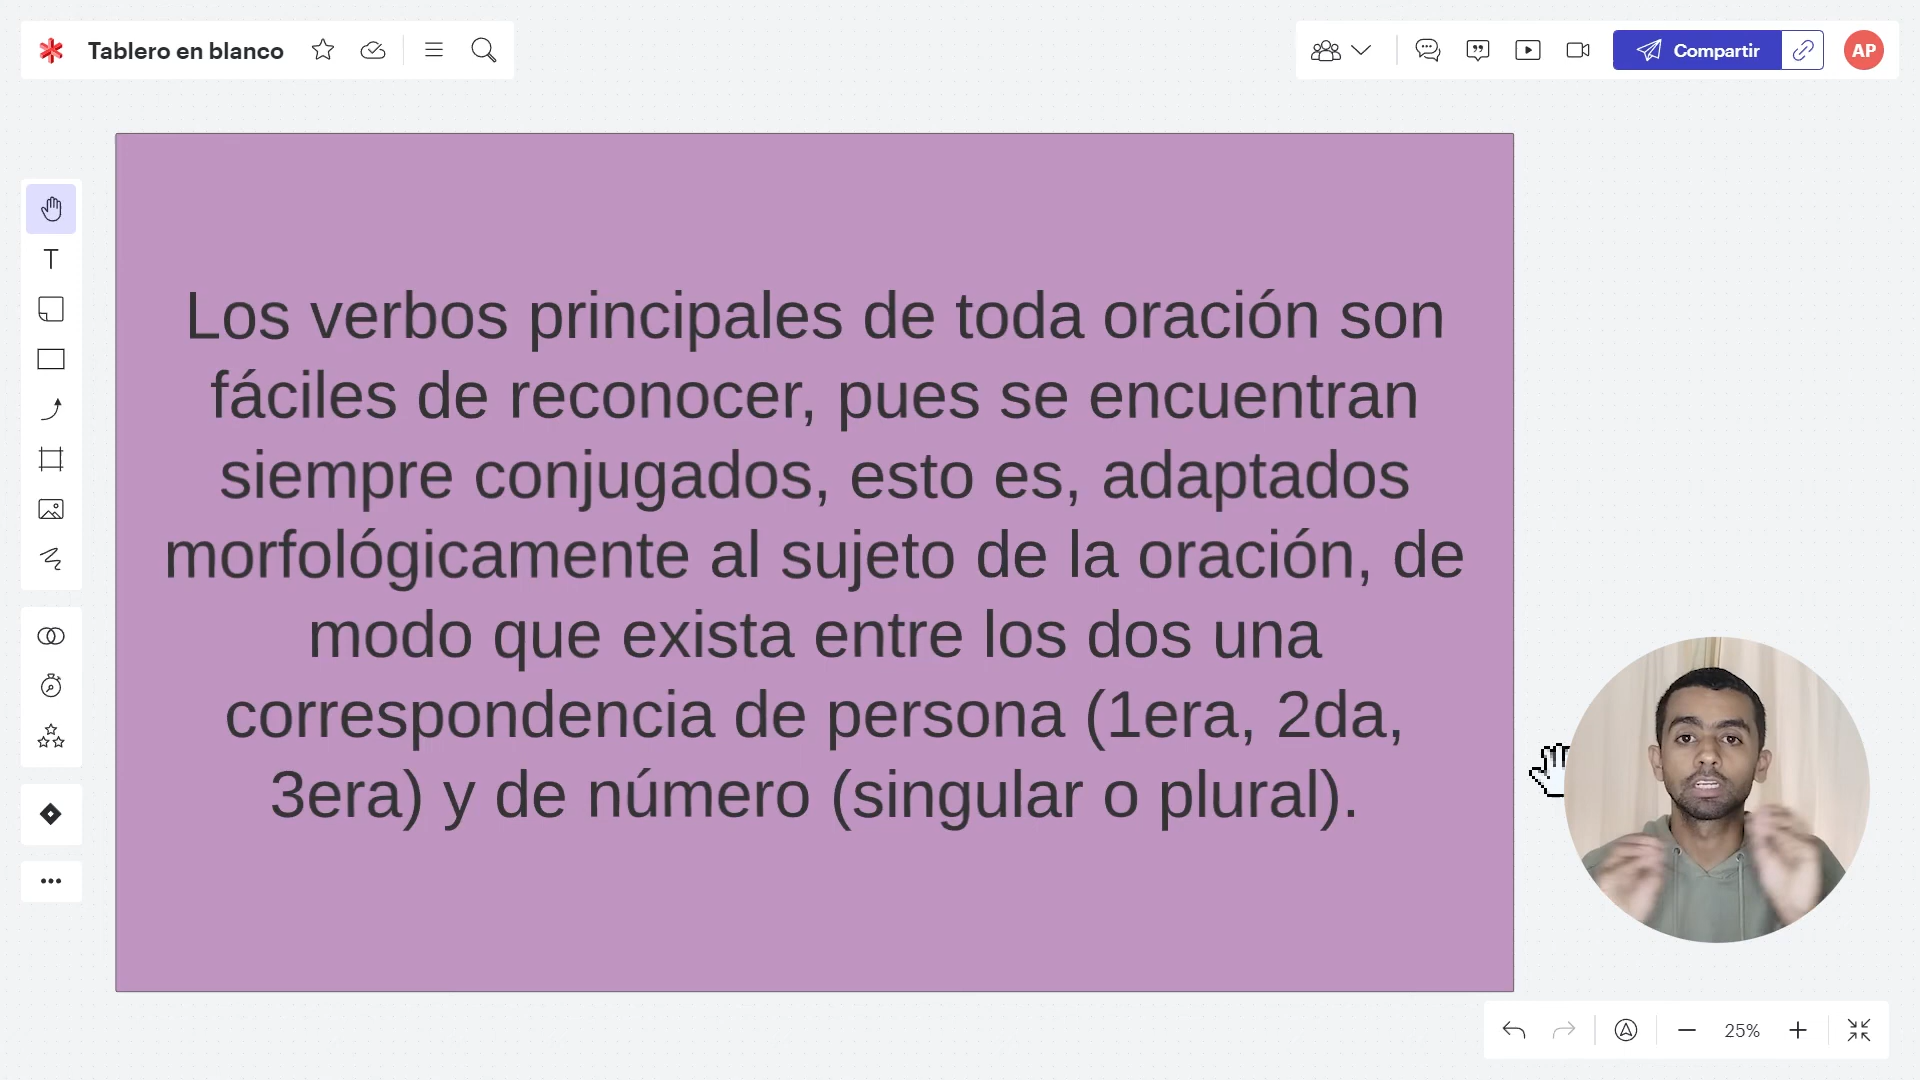 Tablero en blanco
Compartir
AP
T
Los verbos principales de toda oración son
fáciles de reconocer, pues se encuentran
siempre conjugados, esto es, adaptados
morfológicamente al sujeto de la oración, de
modo que exista entre los dos una
correspondencia de persona (1era, 2da,
3era) y de número (singular o plural).
25%